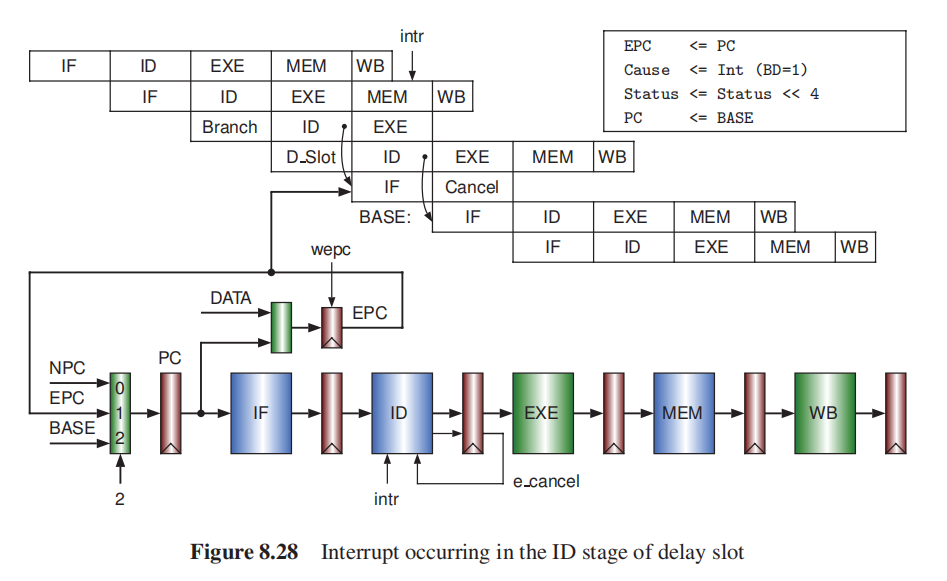 intr
IF ID EXE MEM WB
IF ID EXE MEM WB
Branch ID EXE
D_Slot ID EXE MEM WB
IF Cancel
BASE: IF ID EXE MEM WB
IF ID EXE MEM WB
EPC <= PC
Cause <= Int (BD=1)
Status <= Status << 4
PC <= BASE
wepc
DATA
EPC
NPC
EPC
BASE
0
1
2
2
PC
IF
ID
EXE
MEM
WB
intr
e_cancel
Figure 8.28 Interrupt occurring in the ID stage of delay slot